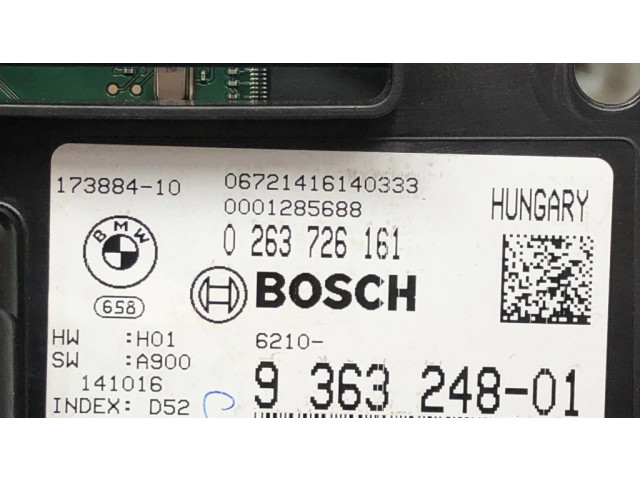 173884-10
06721416140333
0001285688
HUNGARY
0 263 726 161
BMW
BOSCH
658
HW :H01
SW :A900
141016
INDEX: D52
6210-
9 363 248-01